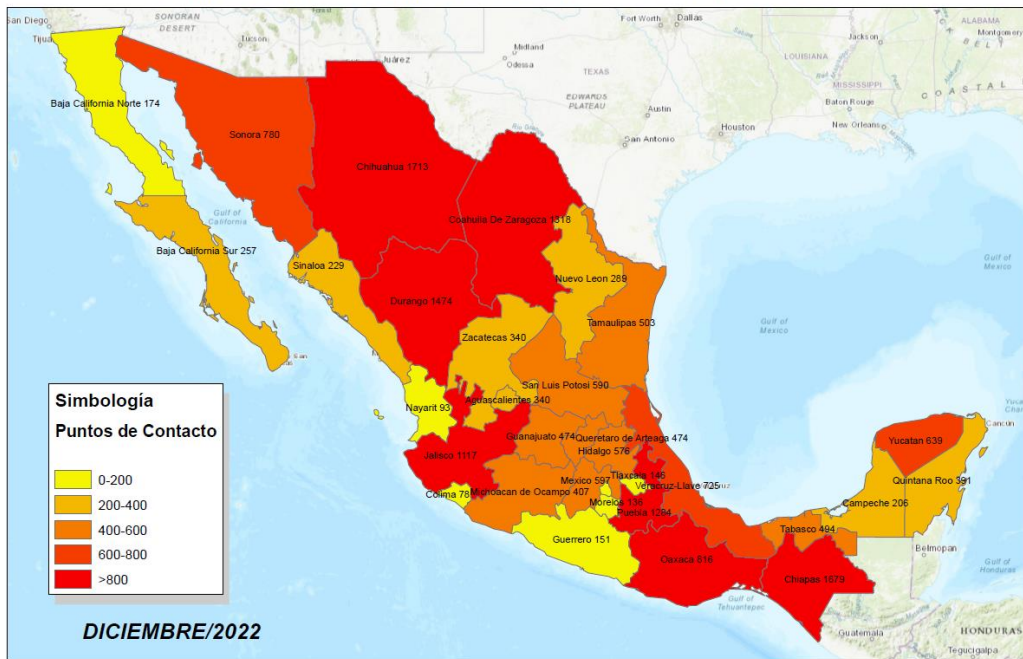 San Diego
Tijua
SONORAN
DESERT
Tucson
Juárez
Fort Worth
Dallas
Midland
Odessa
TEXAS
EDWARDS
PLATEAU
Austin
San Antonio
Houston
LOUISIANA
Baton Rouge
New Orleans
Jackson
MISSISSIPPI
ALABAMA
Montgomery
BLACK BELT
COASTAL
Baja California Norte 174
Sonora 780
Chihuahua 1713
Coahuila De Zaragoza 1318
Gulf of
California
Baja California Sur 257
Sinaloa 229
Durango 1474
Nuevo Leon 289
Tamaulipas 503
Gulf of
Mexico
Gulf of
Mexico
Zacatecas 340
San Luis Potosi 590
Aguascalientes 340
Nayarit 93
Guanajuato 474
Queretaro de Arteaga 474
Hidalgo 576
Jalisco 1117
Tlaxcala 146
Mexico 597
Veracruz-Llave 725
Colima 78
Michoacan de Ocampo 407
Morelos 136
Puebla 1284
Guerrero 151
Oaxaca 816
Chiapas 1679
Tabasco 494
Campeche 206
Yucatan 639
Quintana Roo 391
Cancún
Belmopan
Gulf of
Honduras
Gulf of
Tehuantepec
Guatemala
HONDURAS
Tegucigalpa
Simbología
Puntos de Contacto
0-200
200-400
400-600
600-800
>800
DICIEMBRE/2022